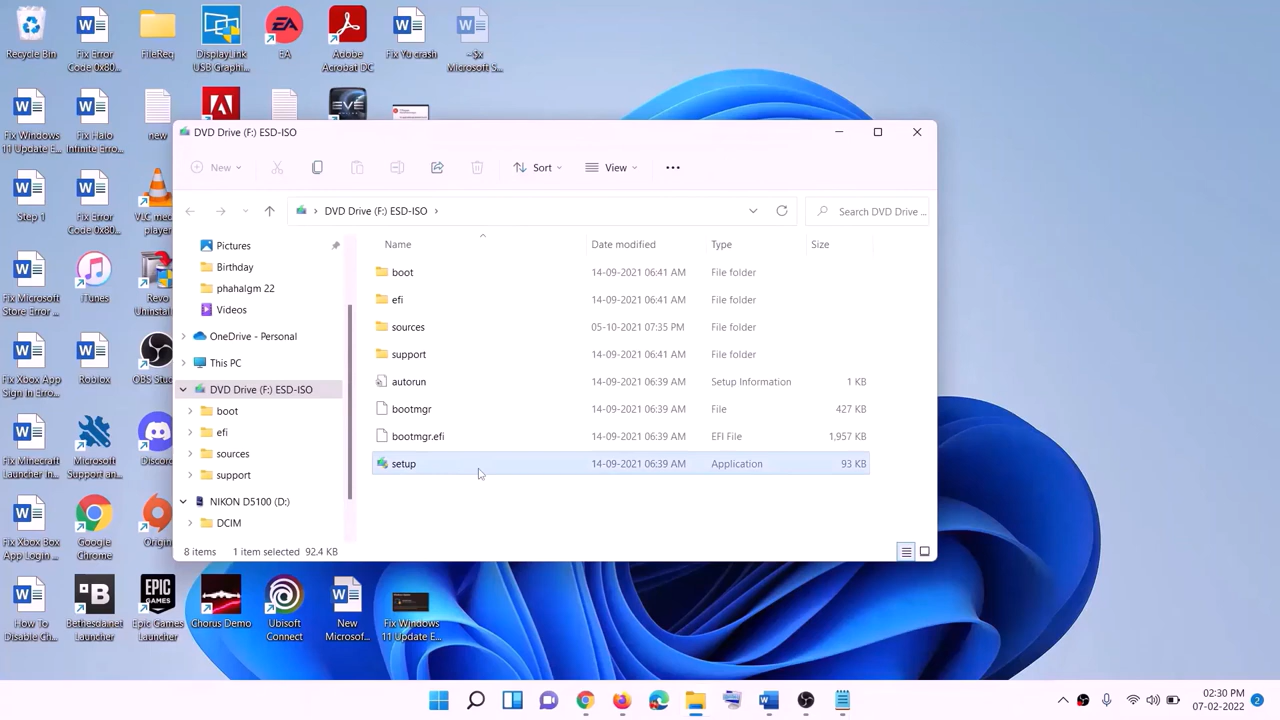 Recycle Bin
Fix Error
Code 0x80...
FileReq
DisplayLink
USB Graphi...
EA
Adobe
Acrobat DC
Fix Yu crash
~$x
Microsoft S...
Fix Windows
11 Update E...
Fix Halo
Infinite Erro...
new
EVE
DVD Drive (F:) ESD-ISO
New
Sort
View
DVD Drive (F:) ESD-ISO
Search DVD Drive ...
Step 1
Fix Error
Code 0x80...
VLC med
player
Name
Date modified
Type
Size
Pictures
Birthday
phahalgm 22
Videos
OneDrive - Personal
This PC
DVD Drive (F:) ESD-ISO
boot
efi
sources
support
NIKON D5100 (D:)
DCIM
boot 14-09-2021 06:41 AM File folder
efi 14-09-2021 06:41 AM File folder
sources 05-10-2021 07:35 PM File folder
support 14-09-2021 06:41 AM File folder
autorun 14-09-2021 06:39 AM Setup Information 1 KB
bootmgr 14-09-2021 06:39 AM File 427 KB
bootmgr.efi 14-09-2021 06:39 AM EFI File 1,957 KB
setup 14-09-2021 06:39 AM Application 93 KB
8 items
1 item selected 92.4 KB
Fix Microsoft
Store Error ...
iTunes
Revo
Uninstal
Fix Xbox App
Sign In Erro...
Roblox
OBS Stu
Fix Minecraft
Launcher In...
Microsoft
Support an...
Discord
Fix Xbox Box
App Login ...
Google
Chrome
Origin
How To
Disable Ch...
Bethesda.net
Launcher
Epic Games
Launcher
Chorus Demo
Ubisoft
Connect
New
Microsof...
Fix Windows
11 Update E...
02:30 PM
07-02-2022
2